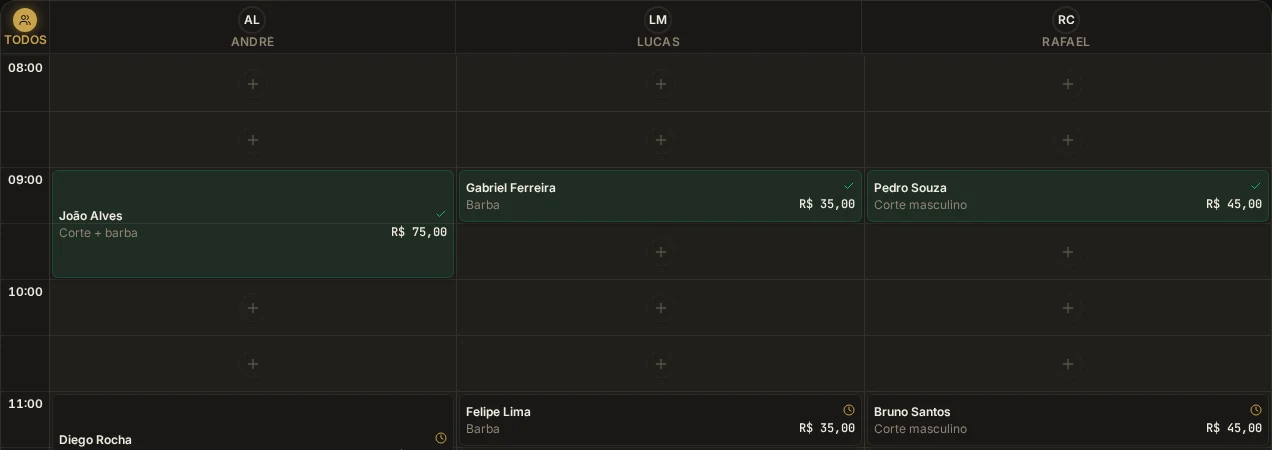 TODOS
AL
ANDRÉ
LM
LUCAS
RC
RAFAEL
08:00
09:00
João Alves
Corte + barba
R$ 75,00
Gabriel Ferreira
Barba
R$ 35,00
Pedro Souza
Corte masculino
R$ 45,00
10:00
11:00
Diego Rocha
Felipe Lima
Barba
R$ 35,00
Bruno Santos
Corte masculino
R$ 45,00